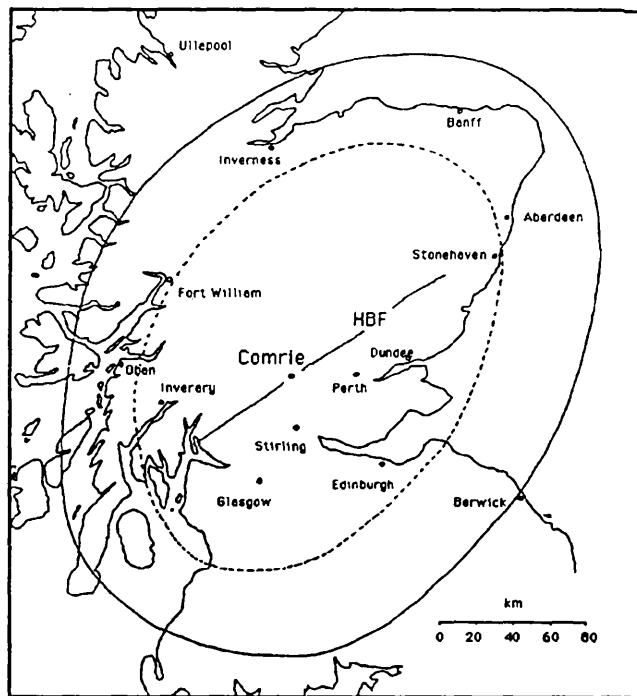 Ullepool
Banff
Inverness
Aberdeen
Stonehaven
Fort William
HBF
Comrie
Dundee
Oban
Perth
Inverary
Stirling
Edinburgh
Glasgow
Berwick
km
0 20 40 60 80